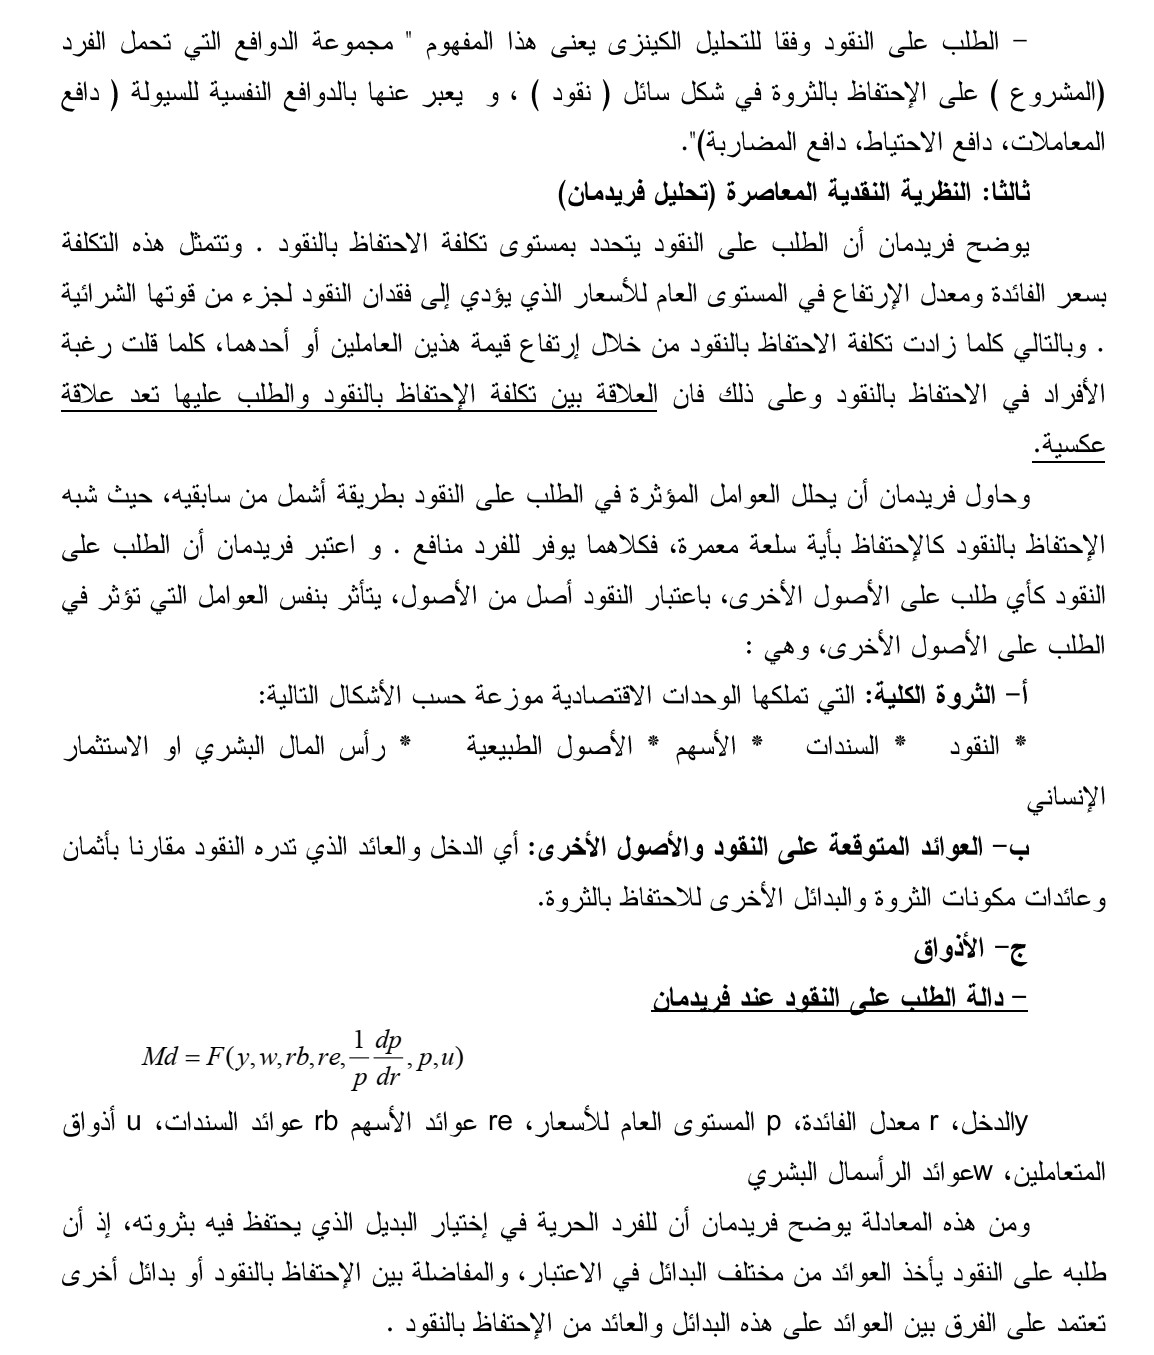 – الطلب على النقود وفقا للتحليل الكينزى يعنى هذا المفهوم " مجموعة الدوافع التي تحمل الفرد
(المشروع ) على الإحتفاظ بالثروة في شكل سائل ( نقود ) ، و يعبر عنها بالدوافع النفسية للسيولة ( دافع
المعاملات، دافع الاحتياط، دافع المضاربة)".
ثالثا: النظرية النقدية المعاصرة (تحليل فريدمان)
يوضح فريدمان أن الطلب على النقود يتحدد بمستوى تكلفة الاحتفاظ بالنقود . وتتمثل هذه التكلفة
بسعر الفائدة ومعدل الإرتفاع في المستوى العام للأسعار الذي يؤدي إلى فقدان النقود لجزء من قوتها الشرائية
. وبالتالي كلما زادت تكلفة الاحتفاظ بالنقود من خلال إرتفاع قيمة هذين العاملين أو أحدهما، كلما قلت رغبة
الأفراد في الاحتفاظ بالنقود وعلى ذلك فان العلاقة بين تكلفة الإحتفاظ بالنقود والطلب عليها تعد علاقة
عكسية.
وحاول فريدمان أن يحلل العوامل المؤثرة في الطلب على النقود بطريقة أشمل من سابقيه، حيث شبه
الإحتفاظ بالنقود كالإحتفاظ بأية سلعة معمرة، فكلاهما يوفر للفرد منافع . و اعتبر فريدمان أن الطلب على
النقود كأي طلب على الأصول الأخرى، باعتبار النقود أصل من الأصول، يتأثر بنفس العوامل التي تؤثر في
الطلب على الأصول الأخرى، وهي :
أ– الثروة الكلية: التي تملكها الوحدات الاقتصادية موزعة حسب الأشكال التالية:
* النقود * السندات * الأسهم * الأصول الطبيعية * رأس المال البشري او الاستثمار
الإنساني
ب– العوائد المتوقعة على النقود والأصول الأخرى: أي الدخل والعائد الذي تدره النقود مقارنا بأثمان
وعائدات مكونات الثروة والبدائل الأخرى للاحتفاظ بالثروة.
ج– الأذواق
– دالة الطلب على النقود عند فريدمان
Md = F(y, w, rb, re, 1/p dp/dr, p, u)
yالدخل، r معدل الفائدة، p المستوى العام للأسعار، re عوائد الأسهم rb عوائد السندات، u أذواق
المتعاملين، wعوائد الرأسمال البشري
ومن هذه المعادلة يوضح فريدمان أن للفرد الحرية في إختيار البديل الذي يحتفظ فيه بثروته، إذ أن
طلبه على النقود يأخذ العوائد من مختلف البدائل في الاعتبار، والمفاضلة بين الإحتفاظ بالنقود أو بدائل أخرى
تعتمد على الفرق بين العوائد على هذه البدائل والعائد من الإحتفاظ بالنقود .